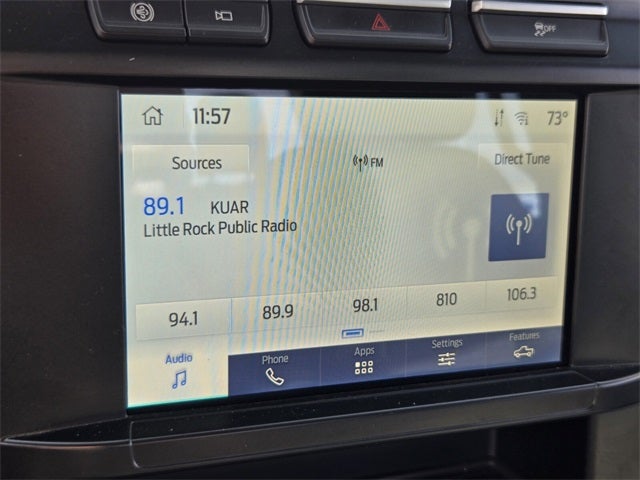 OFF
11:57
73°
Sources
FM
Direct Tune
89.1 KUAR
Little Rock Public Radio
94.1 89.9 98.1 810 106.3
Audio Phone Apps Settings Features